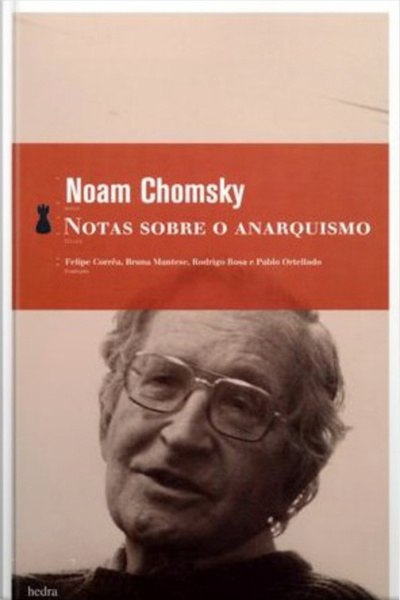 Noam Chomsky
NOTAS SOBRE O ANARQUISMO
Felipe Corrêa, Bruna Mantese, Rodrigo Rosa e Pablo Ortellado
hedra